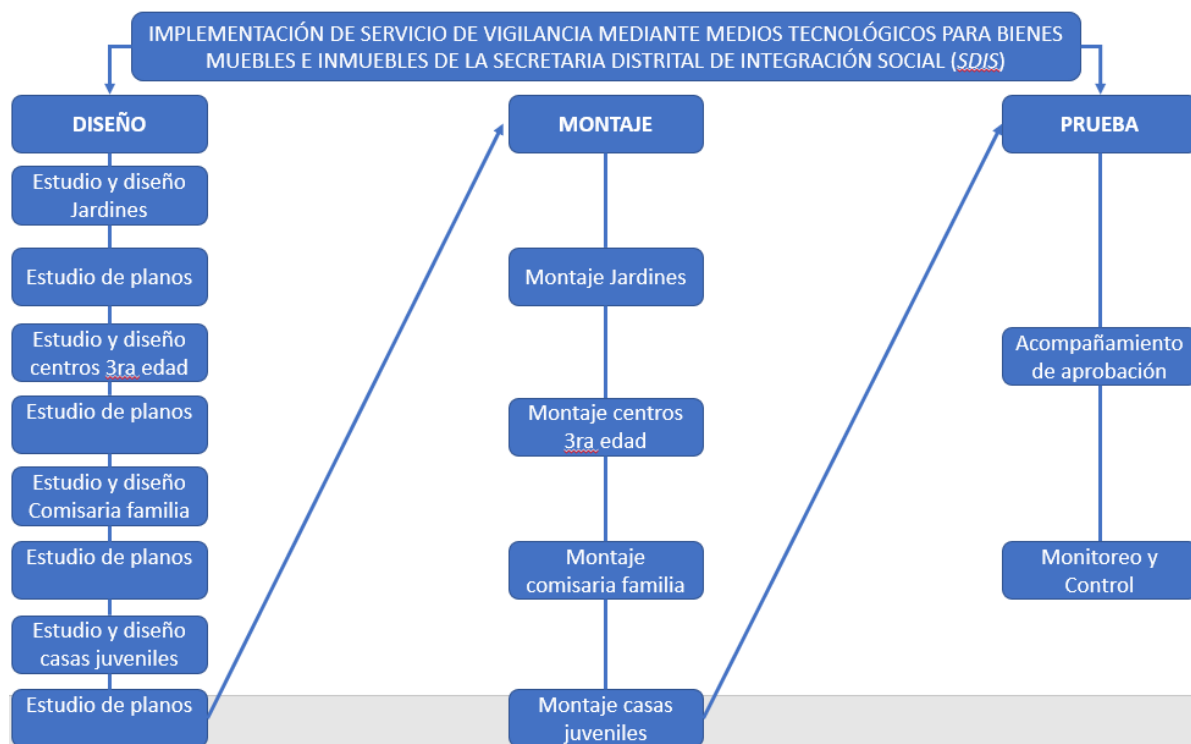 IMPLEMENTACIÓN DE SERVICIO DE VIGILANCIA MEDIANTE MEDIOS TECNOLÓGICOS PARA BIENES
MUEBLES E INMUEBLES DE LA SECRETARIA DISTRITAL DE INTEGRACIÓN SOCIAL (SDIS)
DISEÑO
Estudio y diseño
Jardines
Estudio de planos
Estudio y diseño
centros 3ra edad
Estudio de planos
Estudio y diseño
Comisaria familia
Estudio de planos
Estudio y diseño
casas juveniles
Estudio de planos
MONTAJE
Montaje Jardines
Montaje centros
3ra edad
Montaje
comisaria familia
Montaje casas
juveniles
PRUEBA
Acompañamiento
de aprobación
Monitoreo y
Control